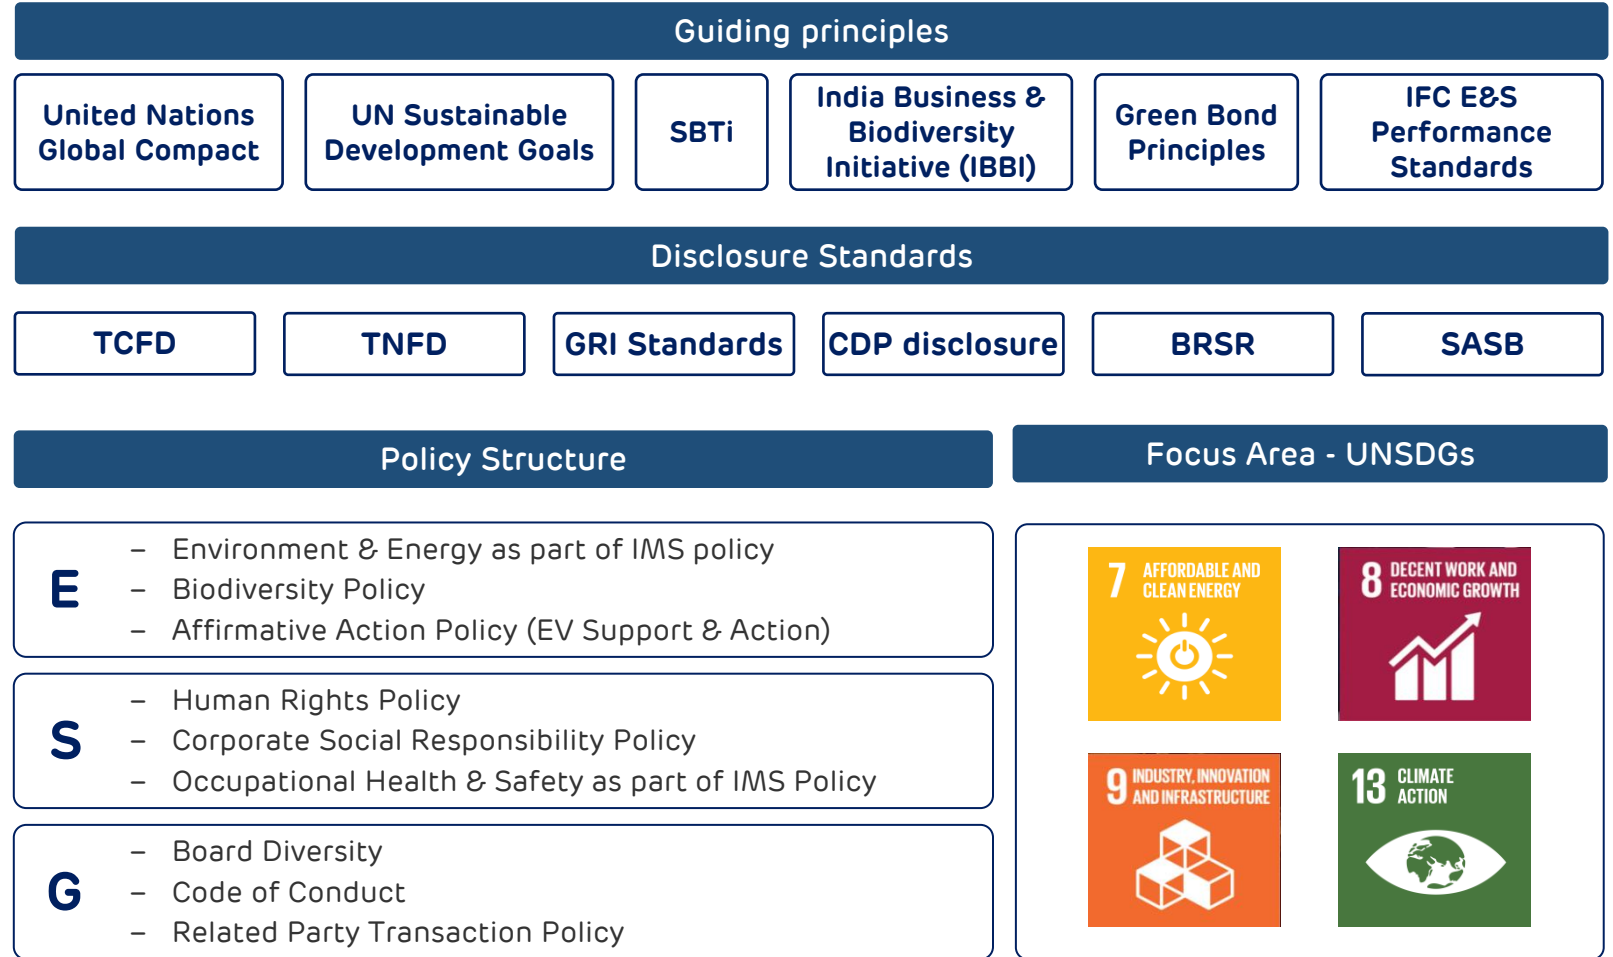 Guiding principles
United Nations
Global Compact
UN Sustainable
Development Goals
SBTi
India Business &
Biodiversity
Initiative (IBBI)
Green Bond
Principles
IFC E&S
Performance
Standards
Disclosure Standards
TCFD
TNFD
GRI Standards
CDP disclosure
BRSR
SASB
Policy Structure
E
– Environment & Energy as part of IMS policy
– Biodiversity Policy
– Affirmative Action Policy (EV Support & Action)
S
– Human Rights Policy
– Corporate Social Responsibility Policy
– Occupational Health & Safety as part of IMS Policy
G
– Board Diversity
– Code of Conduct
– Related Party Transaction Policy
Focus Area - UNSDGs
7 AFFORDABLE AND
CLEAN ENERGY
8 DECENT WORK AND
ECONOMIC GROWTH
9 INDUSTRY, INNOVATION
AND INFRASTRUCTURE
13 CLIMATE
ACTION